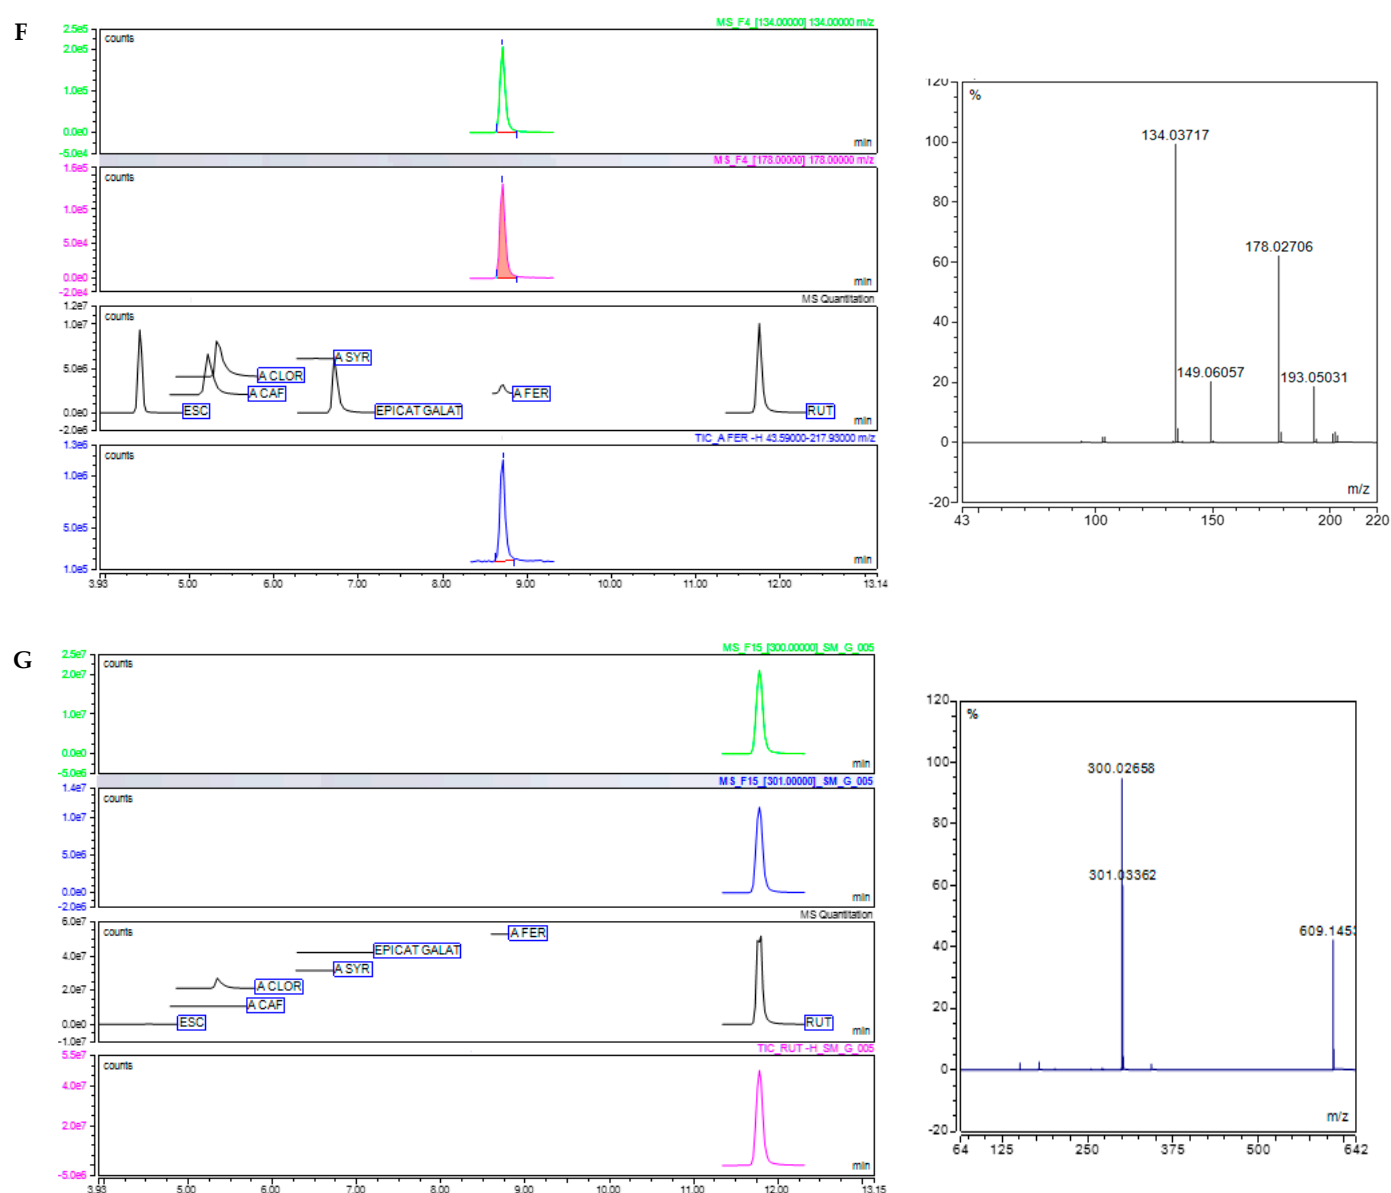 F
MS_F4_[134.00000] 134.00000 m/z
2.5e5
counts
2.0e5
1.0e5
0.0e0
min
-5.0e4
MS_F4_[178.00000] 178.00000 m/z
1.6e5
counts
1.0e5
5.0e4
0.0e0
min
-2.0e4
MS Quantitation
1.2e7
counts
1.0e7
5.0e6
0.0e0
-2.0e6
A SYR
A CLOR
A CAF
ESC
EPICAT GALAT
A FER
RUT
min
TIC_A FER -H 43.59000-217.93000 m/z
1.3e6
counts
1.0e6
5.0e5
1.0e5
min
3.93 5.00 6.00 7.00 8.00 9.00 10.00 11.00 12.00 13.14
120
%
100
80
60
40
20
0
-20
134.03717
178.02706
149.06057
193.05031
m/z
43 100 150 200 220
G
MS_F15_[300.00000]_SM_G_005
2.5e7
counts
2.0e7
1.0e7
0.0e0
min
-5.0e6
MS_F15_[301.00000]_SM_G_005
1.4e7
counts
1.0e7
5.0e6
0.0e0
min
-2.0e6
MS Quantitation
6.0e7
counts
4.0e7
2.0e7
0.0e0
-1.0e7
A FER
EPICAT GALAT
A SYR
A CLOR
A CAF
ESC
RUT
min
TIC_RUT -H_SM_G_005
5.5e7
counts
4.0e7
2.0e7
-5.0e6
min
3.93 5.00 6.00 7.00 8.00 9.00 10.00 11.00 12.00 13.15
120
%
100
80
60
40
20
0
-20
300.02658
301.03362
609.145
m/z
64 125 250 375 500 642